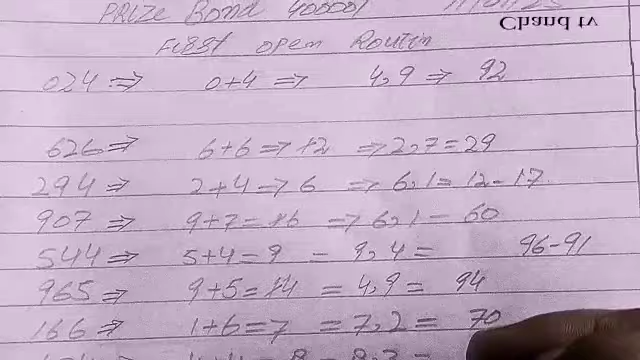 PRIZE Bond 40000/
Chand tv
First open Routin
024 ⇒ 0+4 ⇒ 4,9 ⇒ 92
626 ⇒ 6+6 ⇒ 12 ⇒ 2,7 = 29
294 ⇒ 2+4 ⇒ 6 ⇒ 6,1 = 12-17
907 ⇒ 9+7 = 16 ⇒ 6,1 - 60
544 ⇒ 5+4 = 9 - 9,4 = 96-91
965 ⇒ 9+5 = 14 = 4,9 = 94
166 ⇒ 1+6 = 7 = 7,2 = 70